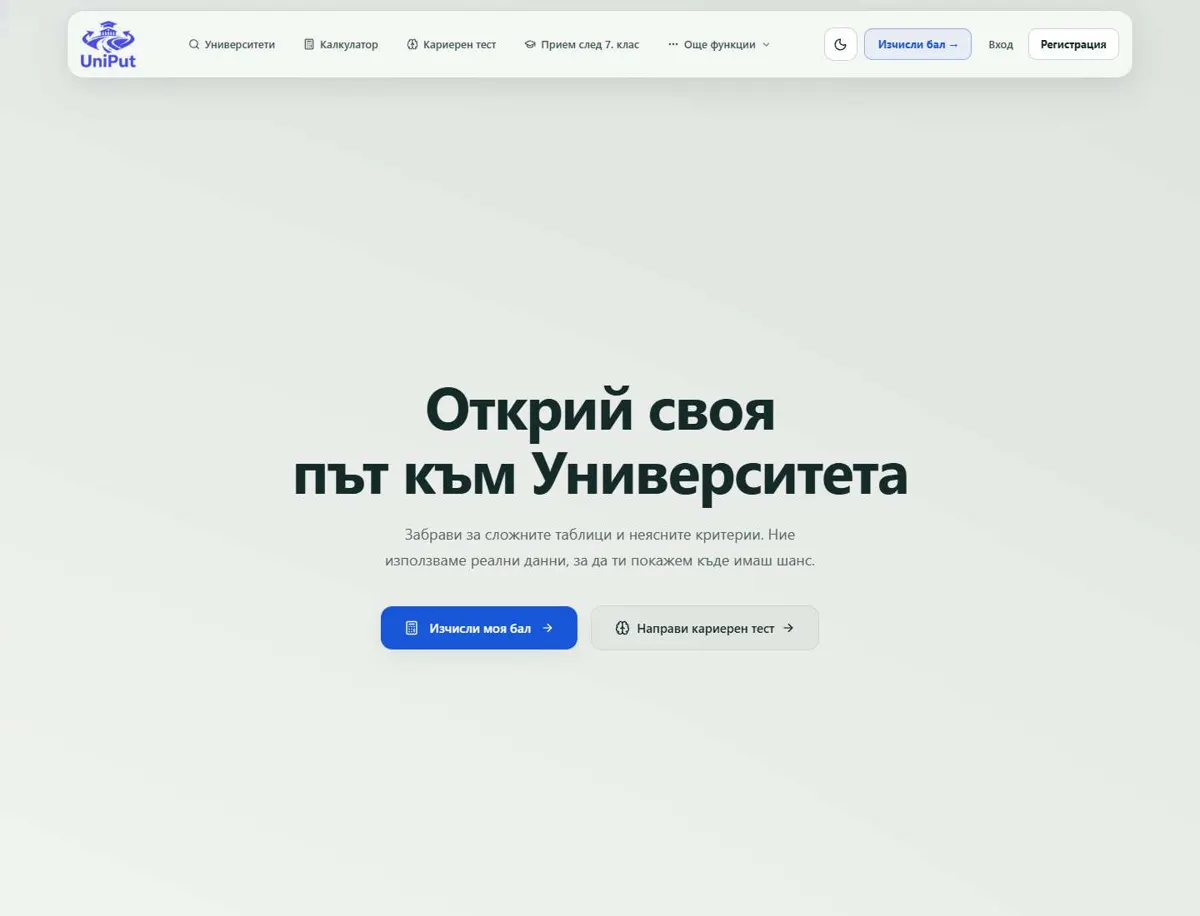 UniPut
Университети
Калкулатор
Кариерен тест
Прием след 7. клас
Още функции
Изчисли бал →
Вход
Регистрация
Открий своя
път към Университета
Забрави за сложните таблици и неясните критерии. Ние
използваме реални данни, за да ти покажем къде имаш шанс.
Изчисли моя бал →
Направи кариерен тест →